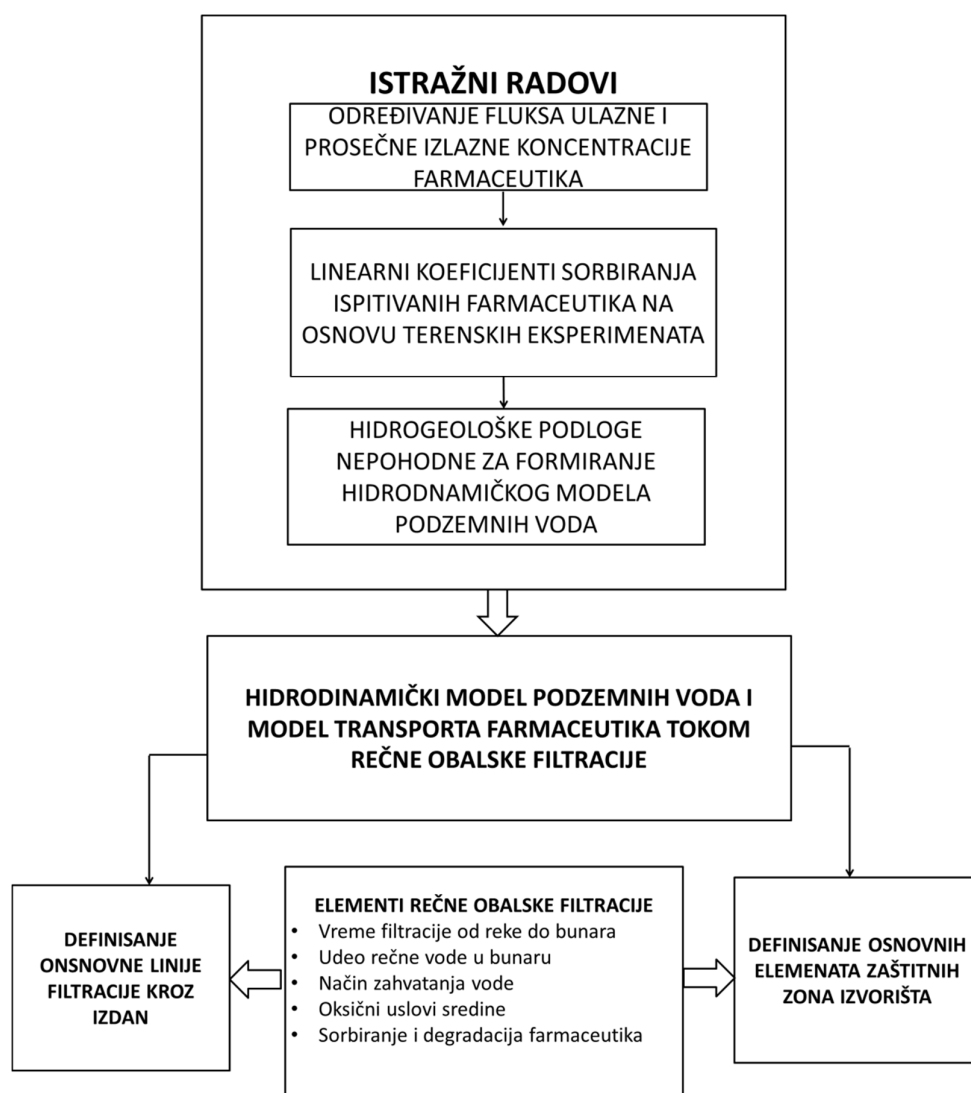 ISTRAŽNI RADOVI
ODREĐIVANJE FLUKSA ULAZNE I
PROSEČNE IZLAZNE KONCENTRACIJE
FARMACEUTIKA
LINEARNI KOEFICIJENTI SORBIRANJA
ISPITIVANIH FARMACEUTIKA NA
OSNOVU TERENSKIH EKSPERIMENATA
HIDROGEOLOŠKE PODLOGE
NEPOHODNE ZA FORMIRANJE
HIDRODNAMIČKOG MODELA
PODZEMNIH VODA
HIDRODINAMIČKI MODEL PODZEMNIH VODA I
MODEL TRANSPORTA FARMACEUTIKA TOKOM
REČNE OBALSKE FILTRACIJE
DEFINISANJE
ONSNOVNE LINIJE
FILTRACIJE KROZ
IZDAN
ELEMENTI REČNE OBALSKE FILTRACIJE
• Vreme filtracije od reke do bunara
• Udeo rečne vode u bunaru
• Način zahvatanja vode
• Oksični uslovi sredine
• Sorbiranje i degradacija farmaceutika
DEFINISANJE OSNOVNIH
ELEMENATA ZAŠTITNIH
ZONA IZVORIŠTA